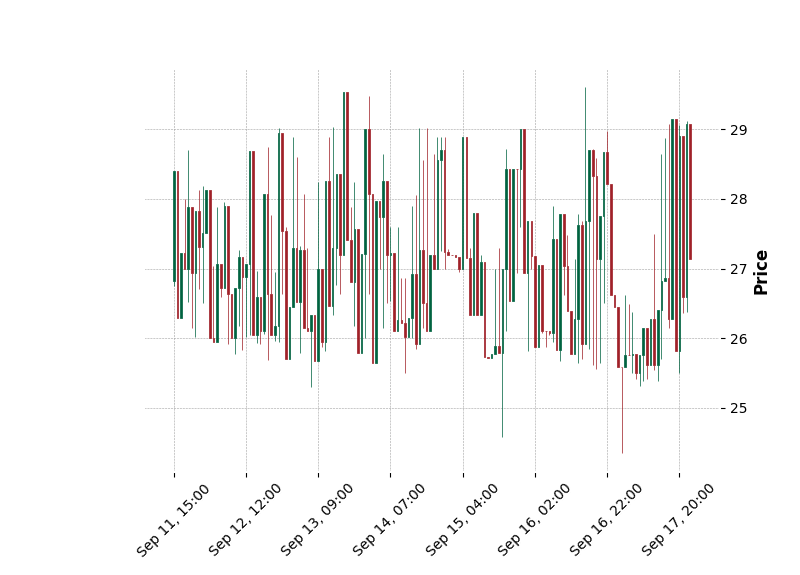 29
28
27
26
25
Price
Sep 11, 15:00
Sep 12, 12:00
Sep 13, 09:00
Sep 14, 07:00
Sep 15, 04:00
Sep 16, 02:00
Sep 16, 22:00
Sep 17, 20:00